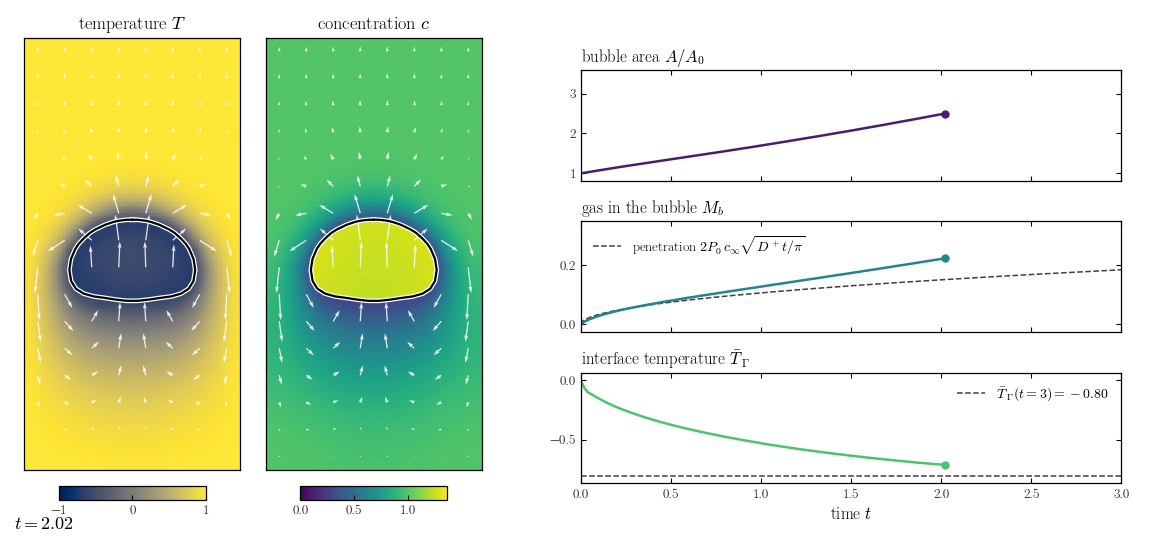 temperature T
concentration c
−1 0 1
0.0 0.5 1.0
t = 2.02
bubble area A/A₀
3
2
1
gas in the bubble M_b
penetration 2P₀ c∞√(D⁺t/π)
0.2
0.0
interface temperature T̄_Γ
T̄_Γ(t = 3) = −0.80
0.0
−0.5
0.0 0.5 1.0 1.5 2.0 2.5 3.0
time t